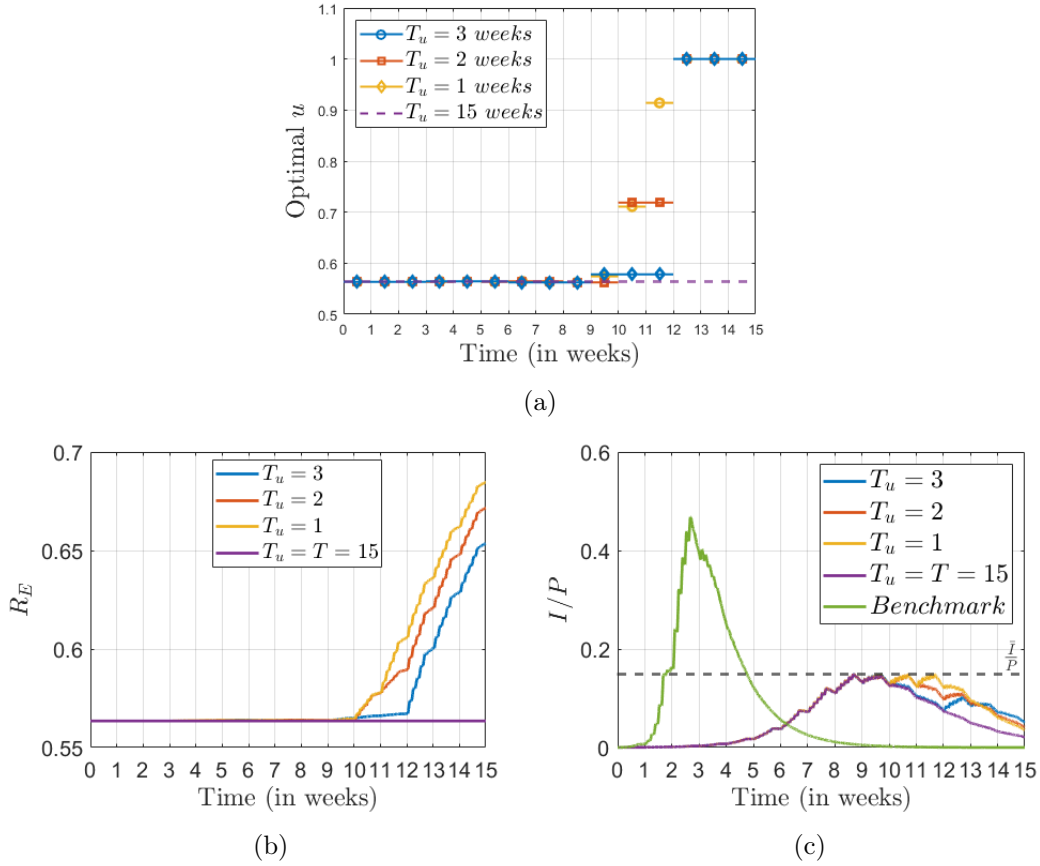 1.1
1
0.9
0.8
0.7
0.6
0.5
Optimal u
T_u = 3 weeks
T_u = 2 weeks
T_u = 1 weeks
T_u = 15 weeks
0 1 2 3 4 5 6 7 8 9 10 11 12 13 14 15
Time (in weeks)
(a)
0.7
0.65
0.6
0.55
R_E
T_u = 3
T_u = 2
T_u = 1
T_u = T = 15
0 1 2 3 4 5 6 7 8 9 10 11 12 13 14 15
Time (in weeks)
(b)
0.6
0.4
0.2
0
I/P
T_u = 3
T_u = 2
T_u = 1
T_u = T = 15
Benchmark
Ī/P
0 1 2 3 4 5 6 7 8 9 10 11 12 13 14 15
Time (in weeks)
(c)